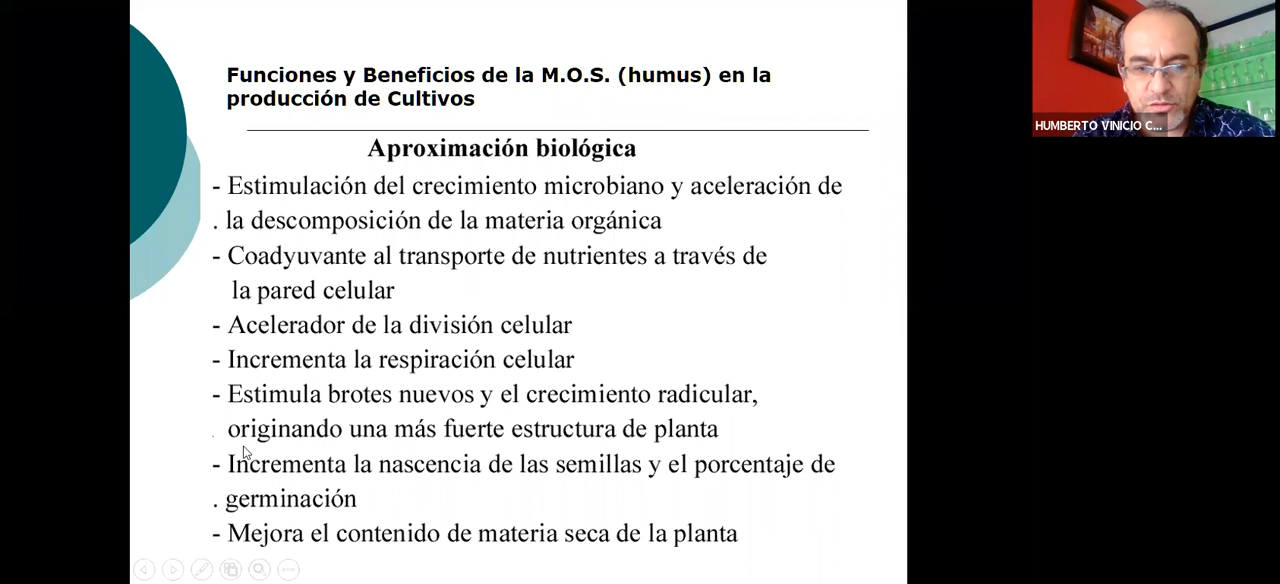 Funciones y Beneficios de la M.O.S. (humus) en la
producción de Cultivos
Aproximación biológica
- Estimulación del crecimiento microbiano y aceleración de
. la descomposición de la materia orgánica
- Coadyuvante al transporte de nutrientes a través de
la pared celular
- Acelerador de la división celular
- Incrementa la respiración celular
- Estimula brotes nuevos y el crecimiento radicular,
. originando una más fuerte estructura de planta
- Incrementa la nascencia de las semillas y el porcentaje de
. germinación
- Mejora el contenido de materia seca de la planta
HUMBERTO VINICIO C...